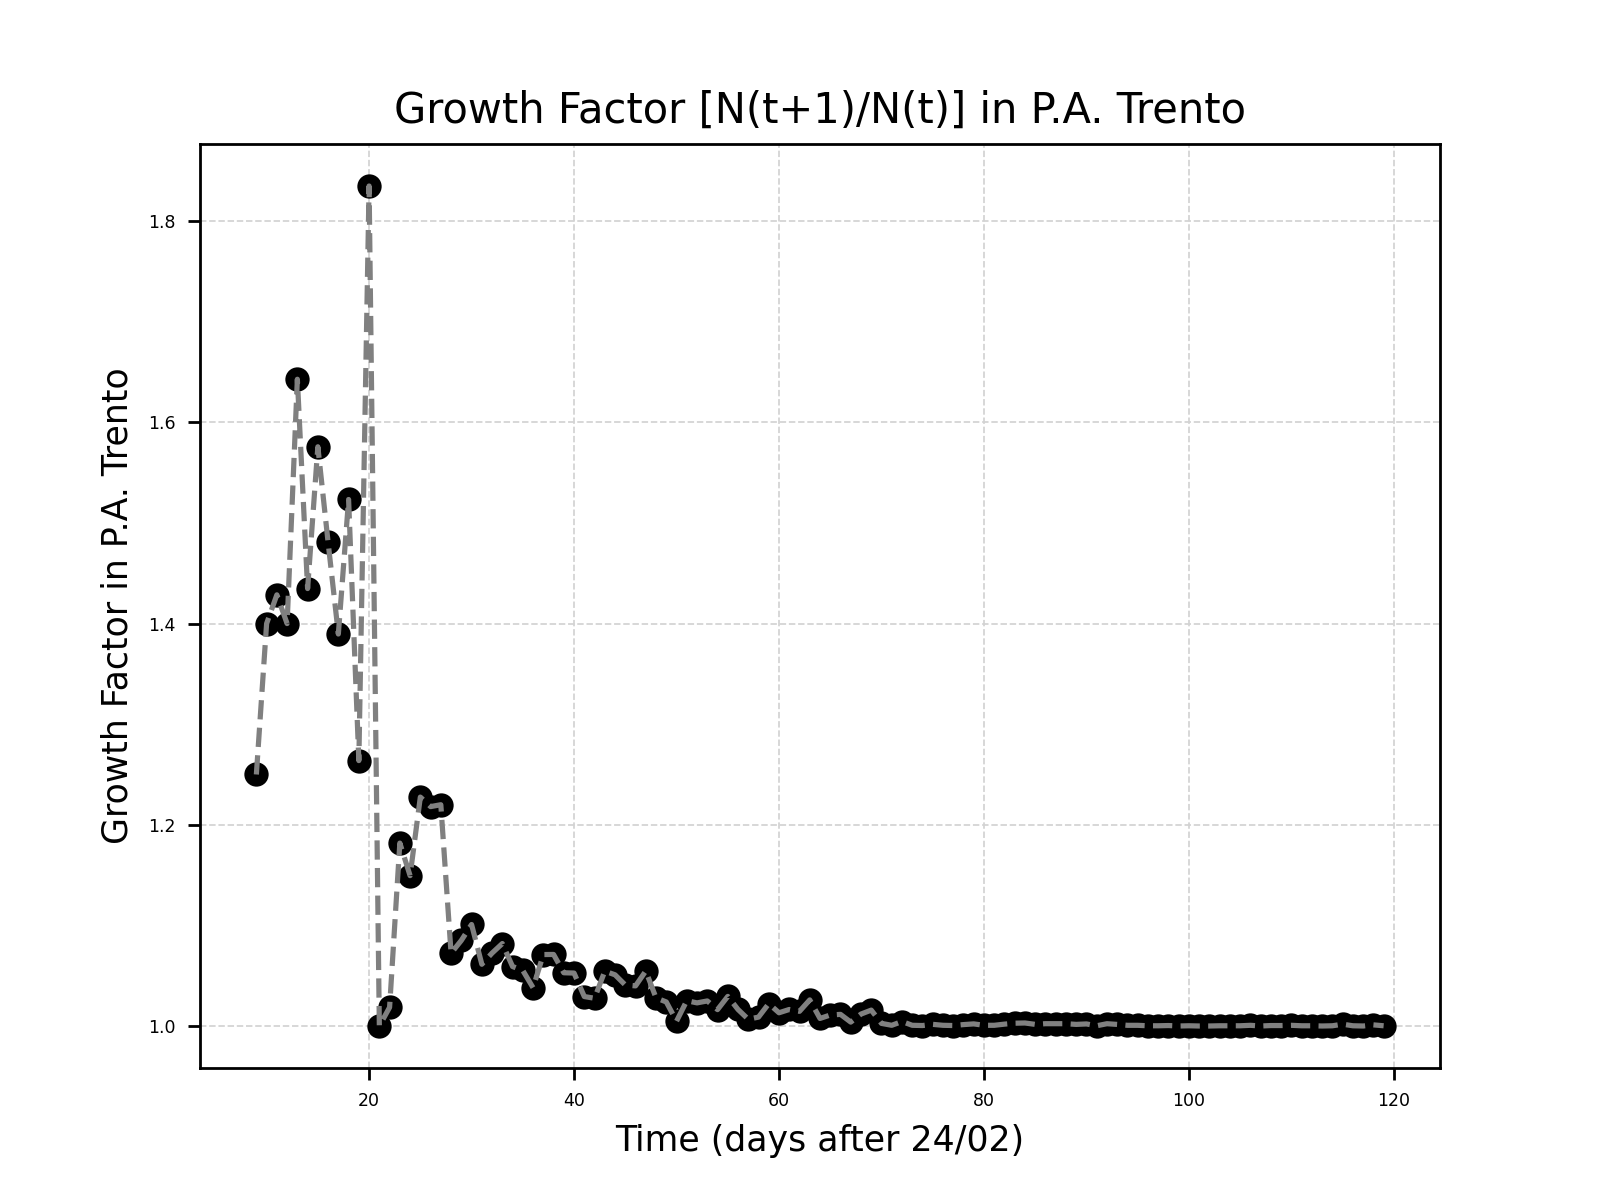 Growth Factor [N(t+1)/N(t)] in P.A. Trento
Growth Factor in P.A. Trento
1.8
1.6
1.4
1.2
1.0
20 40 60 80 100 120
Time (days after 24/02)